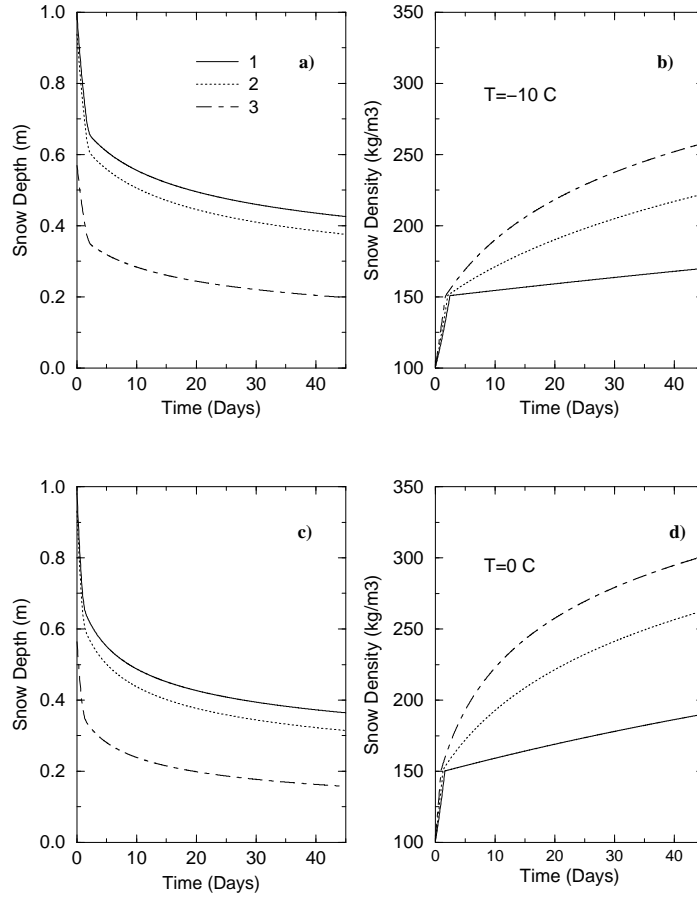 1.0
0.8
0.6
0.4
0.2
0.0
Snow Depth (m)
0 10 20 30 40
Time (Days)
1
2
3
a)
350
300
250
200
150
100
Snow Density (kg/m3)
0 10 20 30 40
Time (Days)
b)
T=−10 C
1.0
0.8
0.6
0.4
0.2
0.0
Snow Depth (m)
0 10 20 30 40
Time (Days)
c)
350
300
250
200
150
100
Snow Density (kg/m3)
0 10 20 30 40
Time (Days)
d)
T=0 C